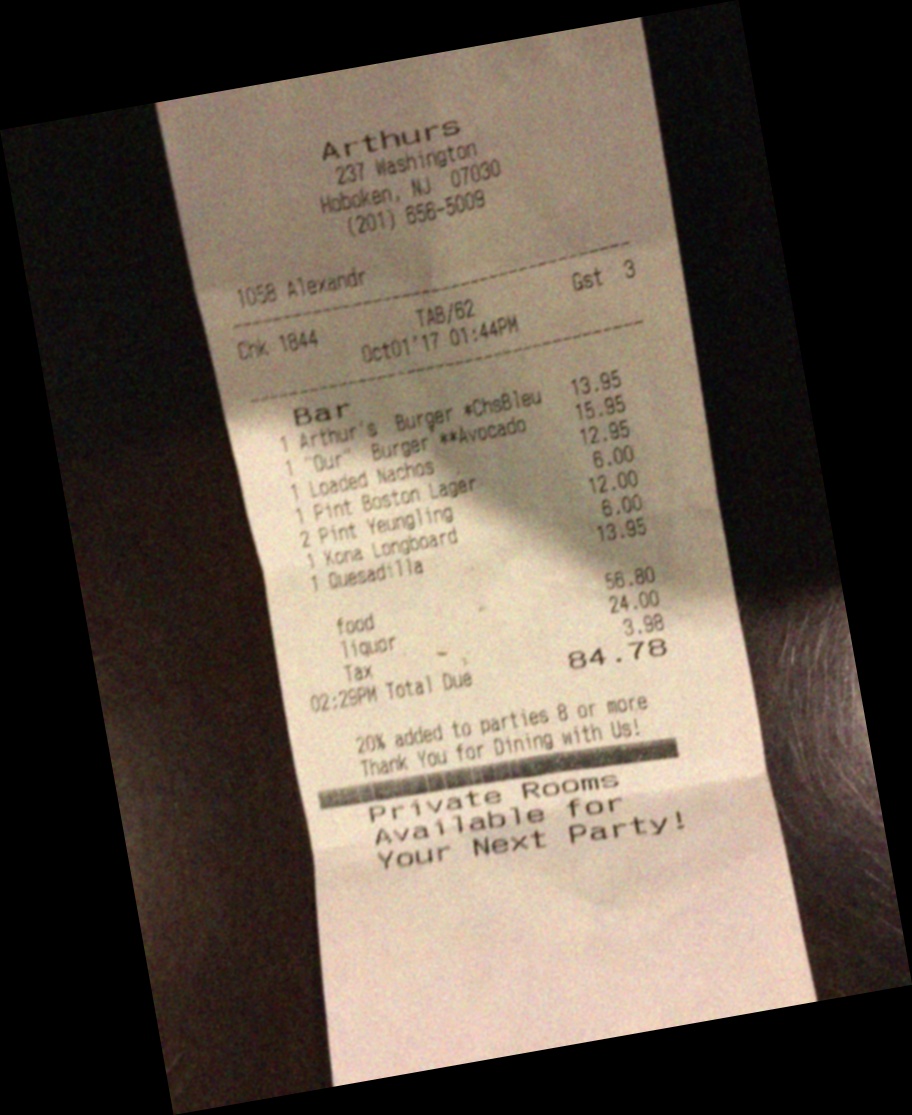 Arthurs
237 Washington
Hoboken, NJ 07030
(201) 656-5009
1058 Alexandr
Chk 1844 TAB/62 Gst 3
Oct01'17 01:44PM
Bar
1 Arthur's Burger *ChsBleu 13.95
1 "Our" Burger **Avocado 15.95
1 Loaded Nachos 12.95
1 Pint Boston Lager 6.00
2 Pint Yeungling 12.00
1 Kona Longboard 6.00
1 Quesadilla 13.95
food 56.80
liquor 24.00
Tax 3.98
02:29PM Total Due 84.78
20% added to parties 8 or more
Thank You for Dining with Us!
Private Rooms
Available for
Your Next Party!